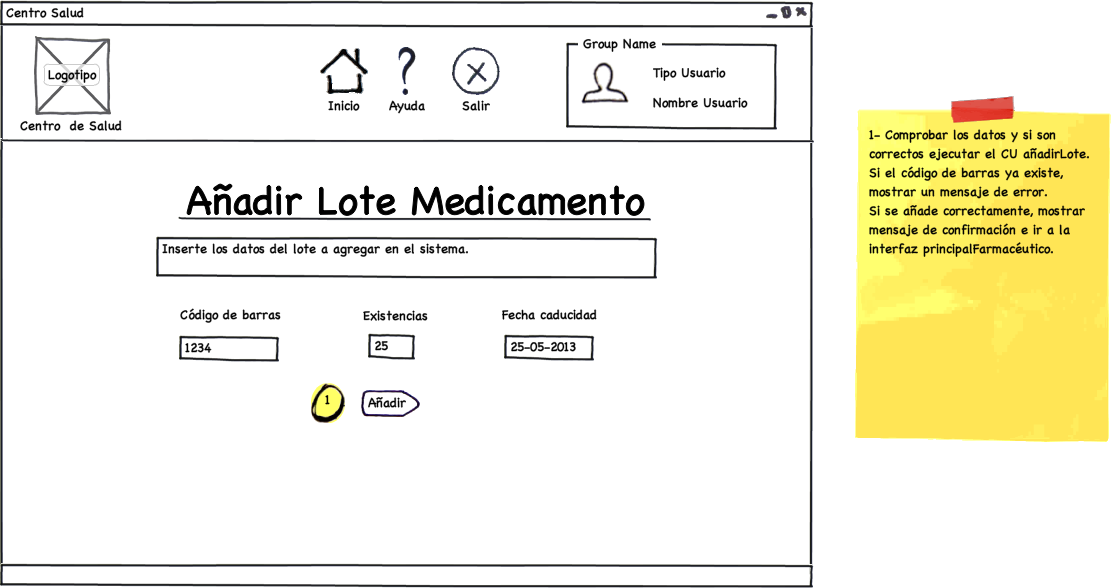 Centro Salud
Logotipo
Centro de Salud
Inicio
Ayuda
Salir
Group Name
Tipo Usuario
Nombre Usuario
Añadir Lote Medicamento
Inserte los datos del lote a agregar en el sistema.
Código de barras
Existencias
Fecha caducidad
1234
25
25-05-2013
1
Añadir
1- Comprobar los datos y si son
correctos ejecutar el CU añadirLote.
Si el código de barras ya existe,
mostrar un mensaje de error.
Si se añade correctamente, mostrar
mensaje de confirmación e ir a la
interfaz principalFarmacéutico.